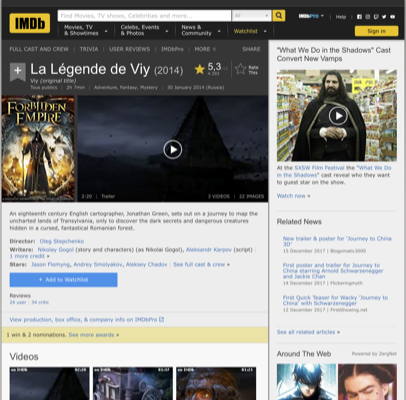 IMDb
Find Movies, TV shows, Celebrities and more...
All
IMDbPro
Help
Movies, TV
& Showtimes
Celebs, Events
& Photos
News &
Community
Watchlist
Sign in
FULL CAST AND CREW | TRIVIA | USER REVIEWS | IMDbPro | MORE
SHARE
La Légende de Viy (2014)
Viy (original title)
Tous publics | 2h 7min | Adventure, Fantasy, Mystery | 30 January 2014 (Russia)
5,3
Rate
This
FORBIDDEN
EMPIRE
2:20 | Trailer
3 VIDEOS | 22 IMAGES
An eighteenth century English cartographer, Jonathan Green, sets out on a journey to map the
uncharted lands of Transylvania, only to discover the dark secrets and dangerous creatures
hidden in a cursed, fantastical Romanian forest.
Director: Oleg Stepchenko
Writers: Nikolay Gogol (story and characters) (as Nikolai Gogol), Aleksandr Karpov (script) |
1 more credit »
Stars: Jason Flemyng, Andrey Smolyakov, Aleksey Chadov | See full cast & crew »
+ Add to Watchlist
Reviews
24 user | 34 critic
View production, box office, & company info on IMDbPro
1 win & 2 nominations. See more awards »
Videos
"What We Do in the Shadows" Cast
Convert New Vamps
At the SXSW Film Festival the "What We Do
in the Shadows" cast reveal who they want
to guest star on the show.
Watch now »
Related News
New trailer & poster for 'Journey to China
3D'
15 December 2017 | Blogomatic3000
First poster and trailer for Journey to
China starring Arnold Schwarzenegger
and Jackie Chan
14 December 2017 | Flickeringmyth
First Quick Teaser for Wacky 'Journey to
China' with Schwarzenegger
12 December 2017 | FirstShowing.net
See all related articles »
Around The Web
Powered by ZergNet